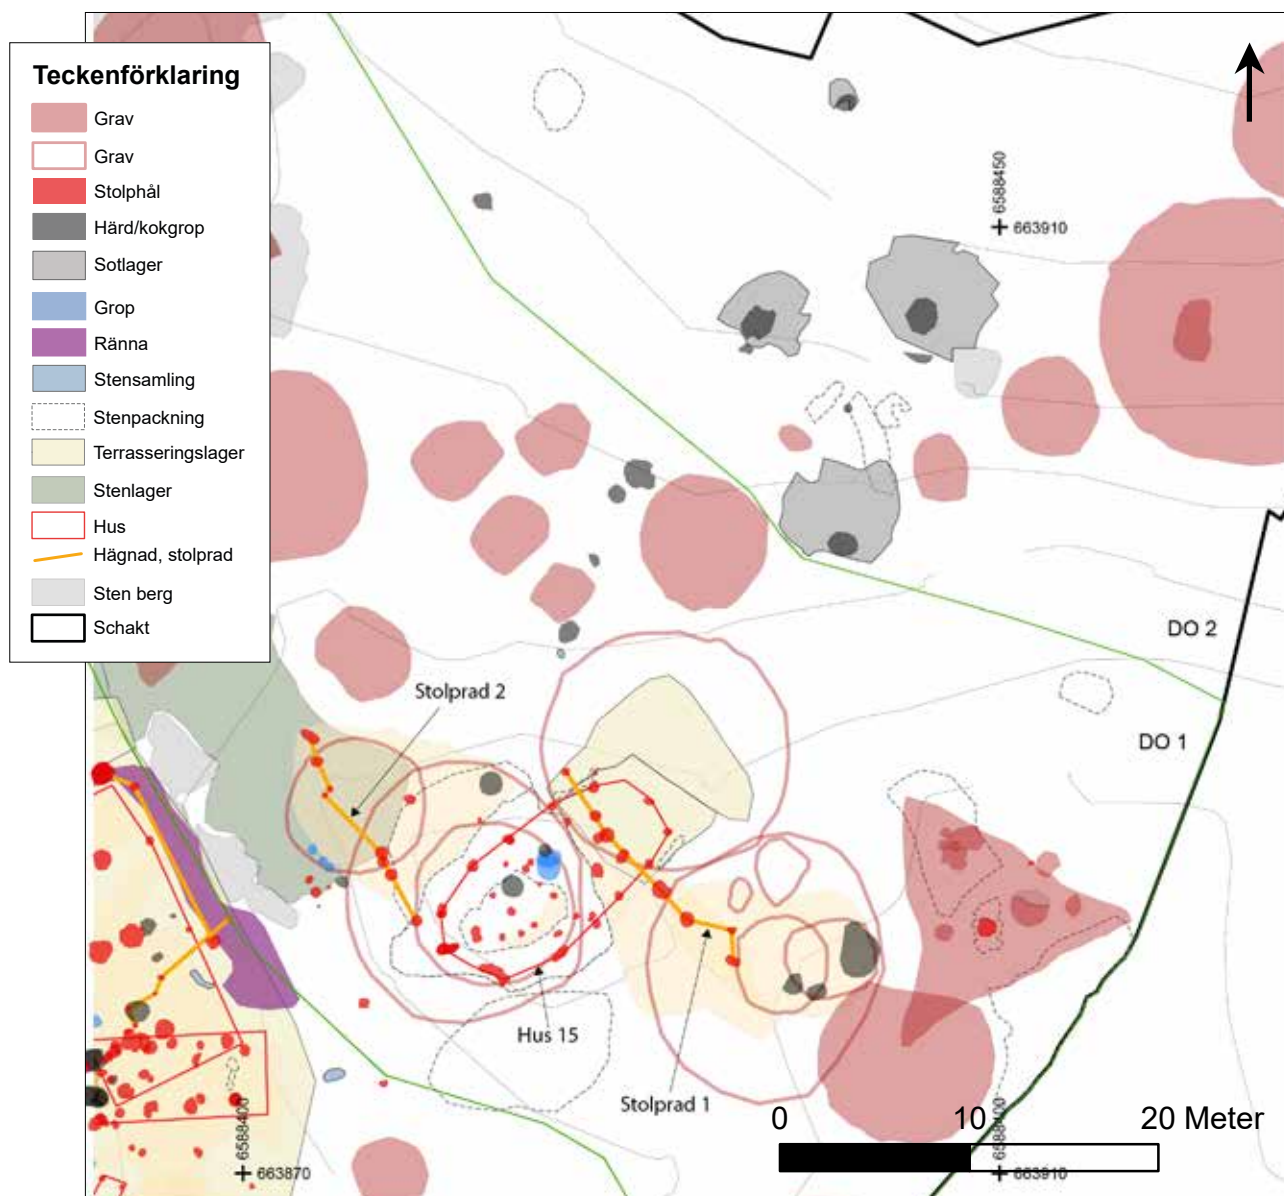 Teckenförklaring
Grav
Grav
Stolphål
Härd/kokgrop
Sotlager
Grop
Ränna
Stensamling
Stenpackning
Terrasseringslager
Stenlager
Hus
Hägnad, stolprad
Sten berg
Schakt
6588450
663910
DO 2
DO 1
Stolprad 2
Hus 15
Stolprad 1
0 10 20 Meter
6588400
663870
6588400
663910